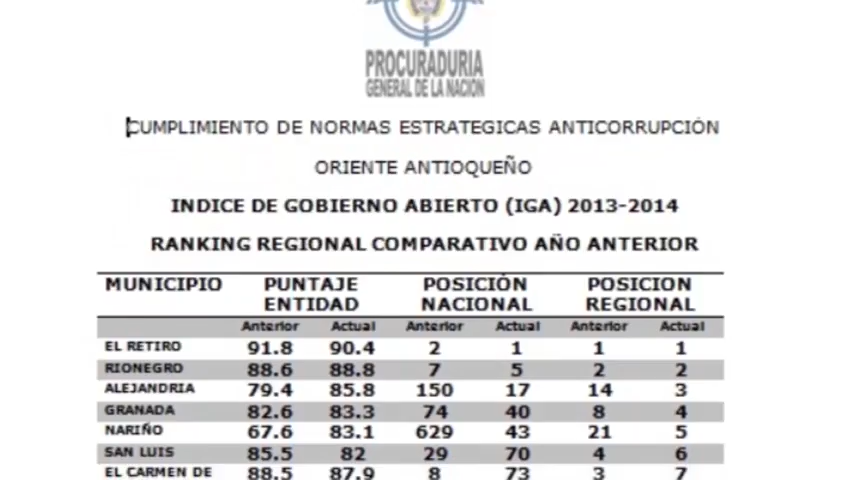 PROCURADURIA
GENERAL DE LA NACION
CUMPLIMIENTO DE NORMAS ESTRATEGICAS ANTICORRUPCIÓN
ORIENTE ANTIOQUEÑO
INDICE DE GOBIERNO ABIERTO (IGA) 2013-2014
RANKING REGIONAL COMPARATIVO AÑO ANTERIOR
MUNICIPIO PUNTAJE ENTIDAD POSICIÓN NACIONAL POSICION REGIONAL
Anterior Actual Anterior Actual Anterior Actual
EL RETIRO 91.8 90.4 2 1 1 1
RIONEGRO 88.6 88.8 7 5 2 2
ALEJANDRIA 79.4 85.8 150 17 14 3
GRANADA 82.6 83.3 74 40 8 4
NARIÑO 67.6 83.1 629 43 21 5
SAN LUIS 85.5 82 29 70 4 6
EL CARMEN DE 88.5 87.9 8 73 3 7